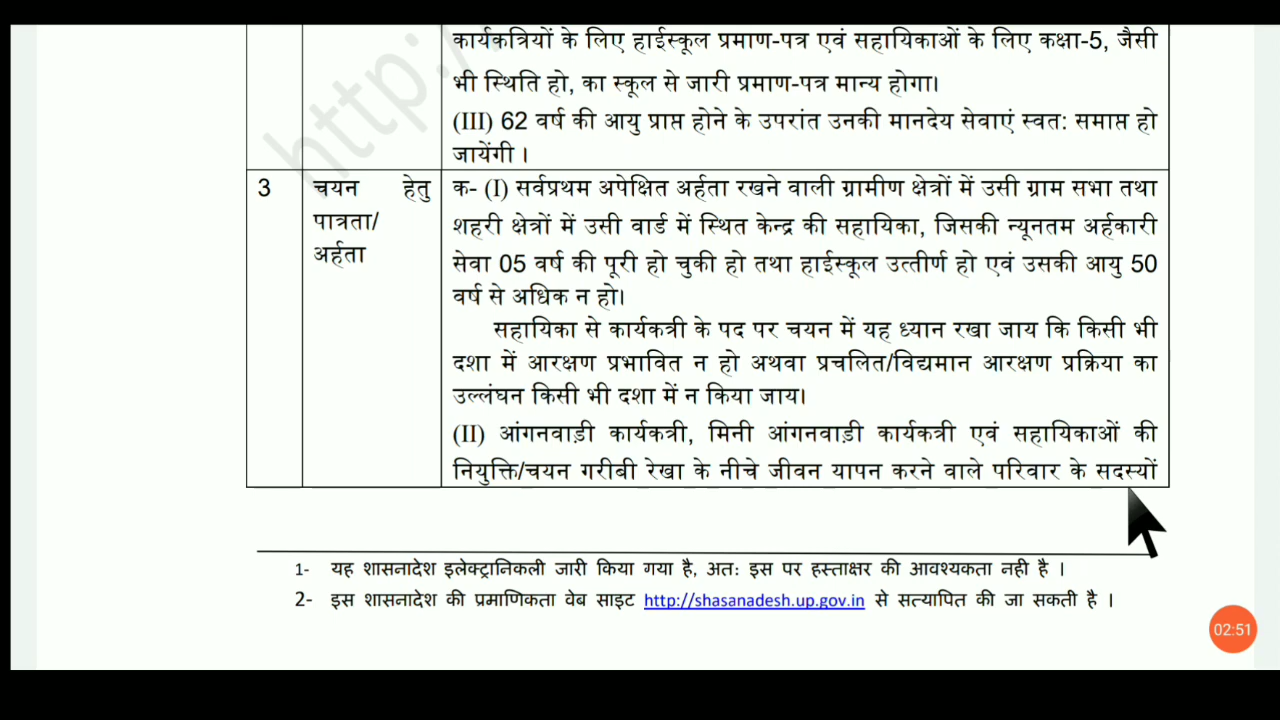 कार्यकत्रियों के लिए हाईस्कूल प्रमाण-पत्र एवं सहायिकाओं के लिए कक्षा-5, जैसी
भी स्थिति हो, का स्कूल से जारी प्रमाण-पत्र मान्य होगा।
(III) 62 वर्ष की आयु प्राप्त होने के उपरांत उनकी मानदेय सेवाएं स्वत: समाप्त हो
जायेंगी ।
http:/
3 चयन हेतु क- (I) सर्वप्रथम अपेक्षित अर्हता रखने वाली ग्रामीण क्षेत्रों में उसी ग्राम सभा तथा
पात्रता/ शहरी क्षेत्रों में उसी वार्ड में स्थित केन्द्र की सहायिका, जिसकी न्यूनतम अर्हकारी
अर्हता सेवा 05 वर्ष की पूरी हो चुकी हो तथा हाईस्कूल उत्तीर्ण हो एवं उसकी आयु 50
वर्ष से अधिक न हो।
सहायिका से कार्यकत्री के पद पर चयन में यह ध्यान रखा जाय कि किसी भी
दशा में आरक्षण प्रभावित न हो अथवा प्रचलित/विद्यमान आरक्षण प्रक्रिया का
उल्लंघन किसी भी दशा में न किया जाय।
(II) आंगनवाड़ी कार्यकत्री, मिनी आंगनवाड़ी कार्यकत्री एवं सहायिकाओं की
नियुक्ति/चयन गरीबी रेखा के नीचे जीवन यापन करने वाले परिवार के सदस्यों
1- यह शासनादेश इलेक्ट्रानिकली जारी किया गया है, अतः इस पर हस्ताक्षर की आवश्यकता नही है ।
2- इस शासनादेश की प्रमाणिकता वेब साइट http://shasanadesh.up.gov.in से सत्यापित की जा सकती है ।
02:51